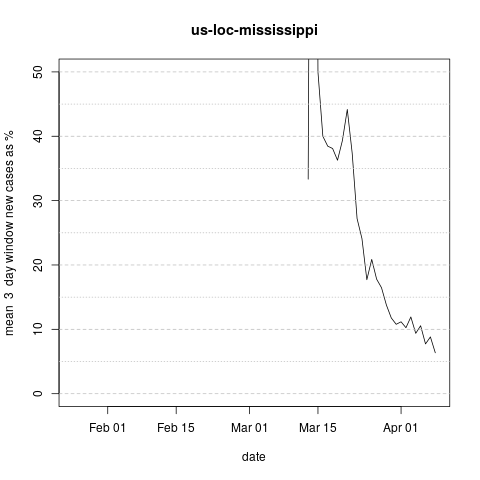 us-loc-mississippi
50
40
30
20
10
0
mean  3  day window new cases as %
Feb 01 Feb 15 Mar 01 Mar 15 Apr 01
date